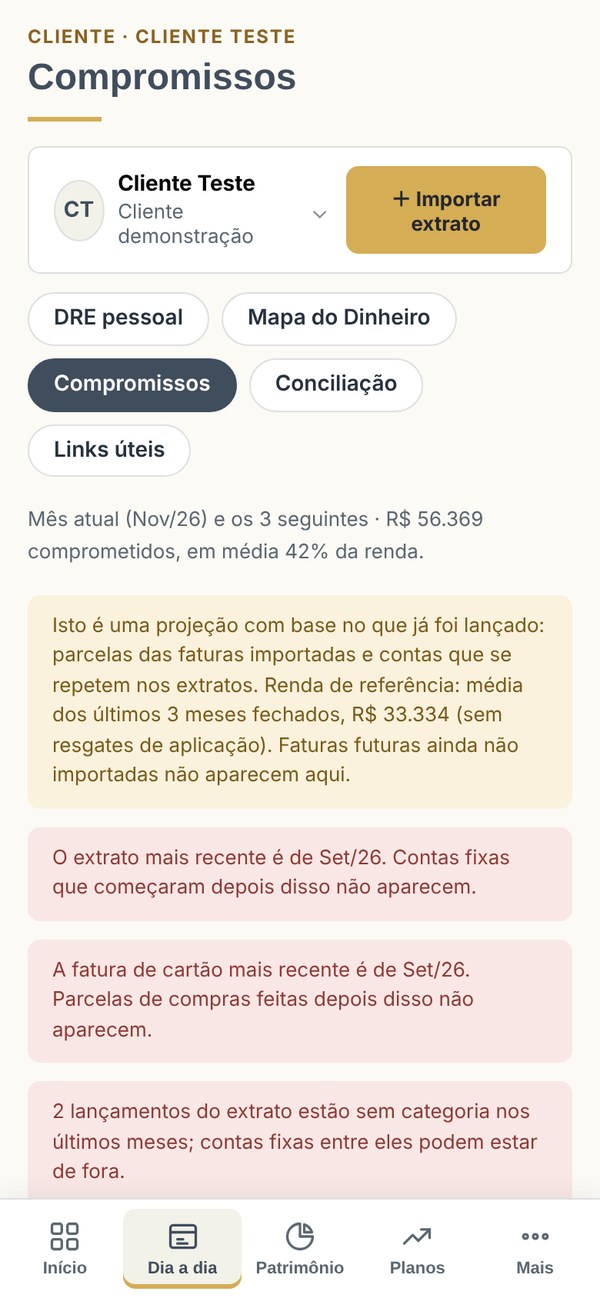 CLIENTE · CLIENTE TESTE
Compromissos
CT
Cliente Teste
Cliente
demonstração
+ Importar
extrato
DRE pessoal
Mapa do Dinheiro
Compromissos
Conciliação
Links úteis
Mês atual (Nov/26) e os 3 seguintes · R$ 56.369
comprometidos, em média 42% da renda.
Isto é uma projeção com base no que já foi lançado:
parcelas das faturas importadas e contas que se
repetem nos extratos. Renda de referência: média
dos últimos 3 meses fechados, R$ 33.334 (sem
resgates de aplicação). Faturas futuras ainda não
importadas não aparecem aqui.
O extrato mais recente é de Set/26. Contas fixas
que começaram depois disso não aparecem.
A fatura de cartão mais recente é de Set/26.
Parcelas de compras feitas depois disso não
aparecem.
2 lançamentos do extrato estão sem categoria nos
últimos meses; contas fixas entre eles podem estar
de fora.
Início
Dia a dia
Patrimônio
Planos
Mais